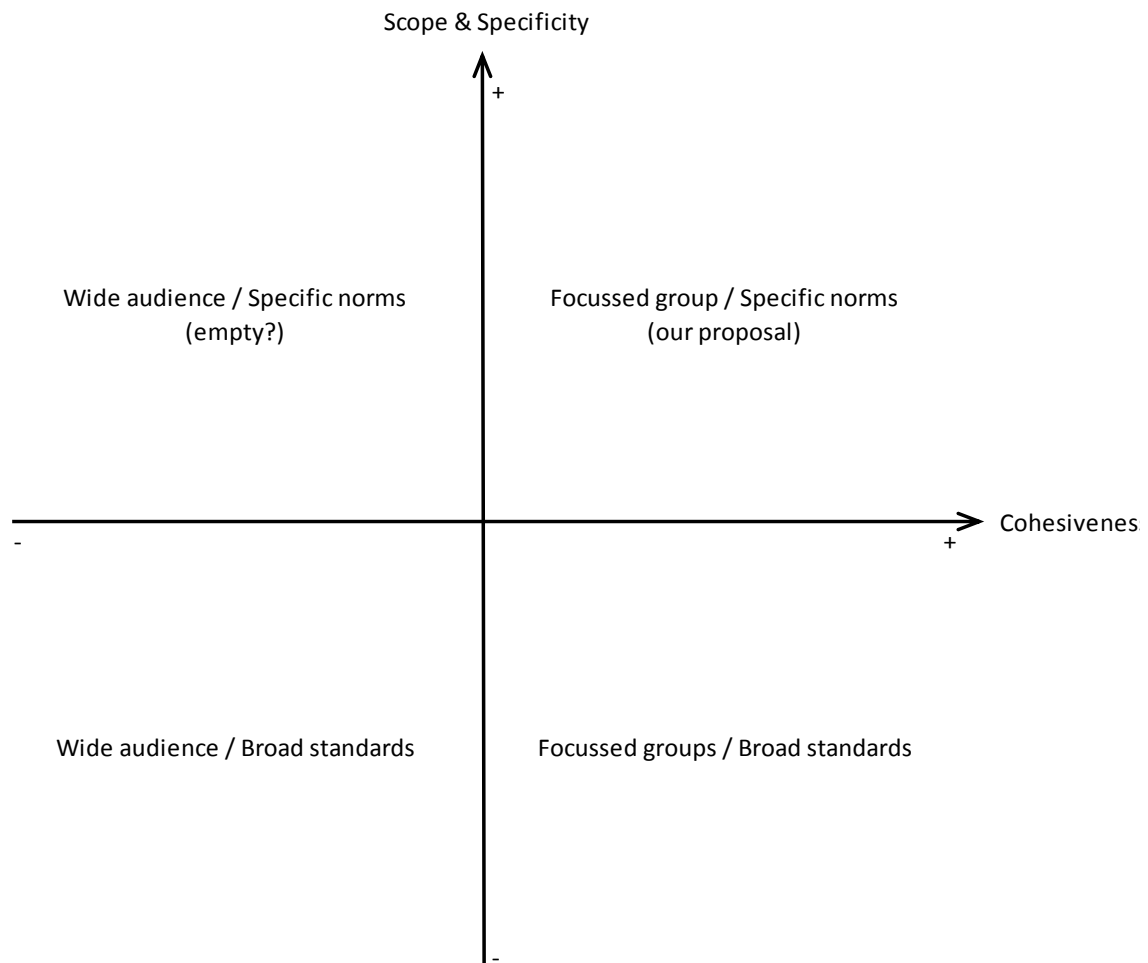 Scope & Specificity
+
Wide audience / Specific norms
(empty?)
Focussed group / Specific norms
(our proposal)
-
+
Cohesivenes
Wide audience / Broad standards
Focussed groups / Broad standards
-